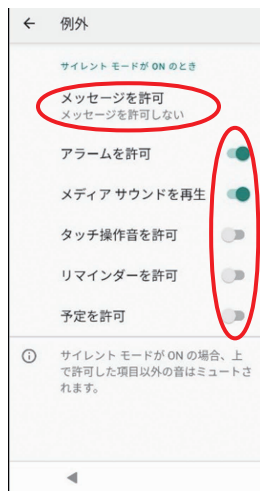 例外
サイレント モードが ON のとき
メッセージを許可
メッセージを許可しない
アラームを許可
メディア サウンドを再生
タッチ操作音を許可
リマインダーを許可
予定を許可
サイレント モードが ON の場合、上
で許可した項目以外の音はミュートさ
れます。